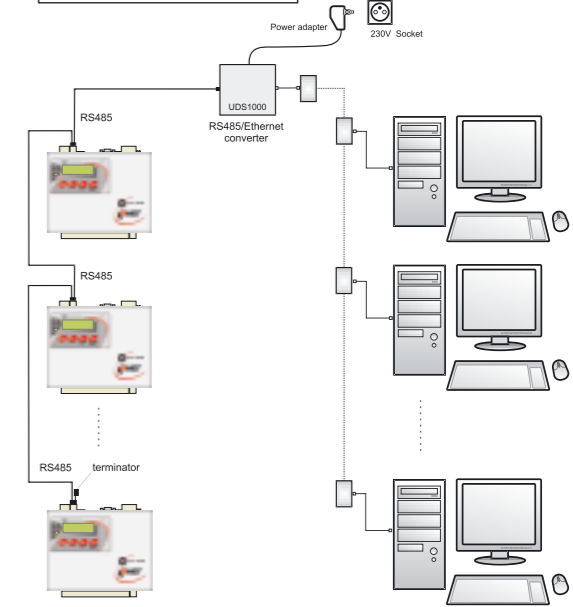 Power adapter
230V Socket
UDS1000
RS485/Ethernet
converter
RS485
RS485
RS485
terminator